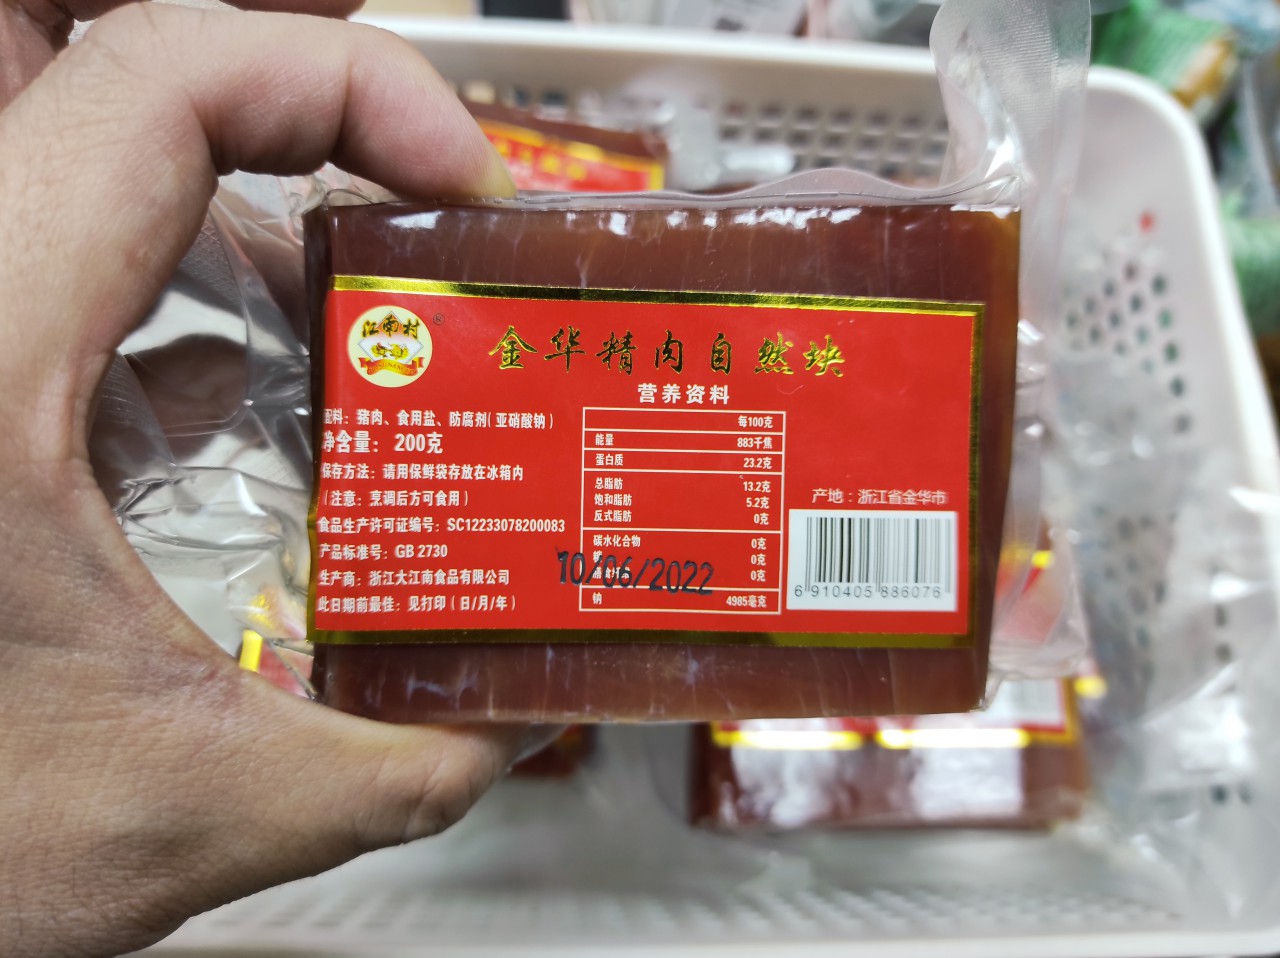 江南村
®
金华精肉自然块
配料：猪肉、食用盐、防腐剂（亚硝酸钠）
净含量：200克
保存方法：请用保鲜袋存放在冰箱内
（注意：烹调后方可食用）
食品生产许可证编号：SC12233078200083
产品标准号：GB 2730
生产商：浙江大江南食品有限公司
此日期前最佳：见打印（日/月/年）
10/06/2022
营养资料
每100克
能量 883千焦
蛋白质 23.2克
总脂肪 13.2克
饱和脂肪 5.2克
反式脂肪 0克
碳水化合物 0克
糖 0克
0克
钠 4985毫克
产地：浙江省金华市
6 910405 886076